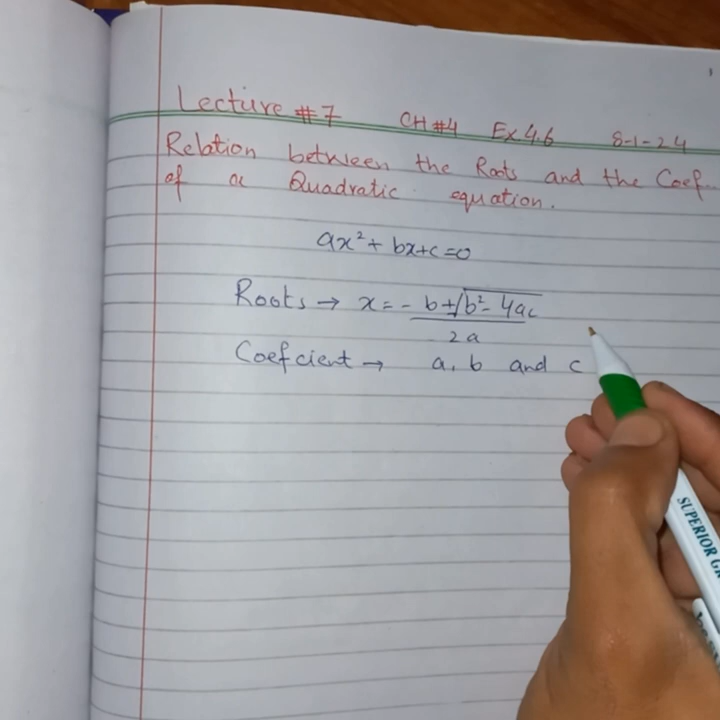 Lecture #7 CH#4 Ex 4.6 8-1-24
Relation between the Roots and the Coef
of a Quadratic equation.
ax² + bx+c=0
Roots → x = - b±√b²- 4ac
2a
Coefcient → a, b and c
SUPERIOR